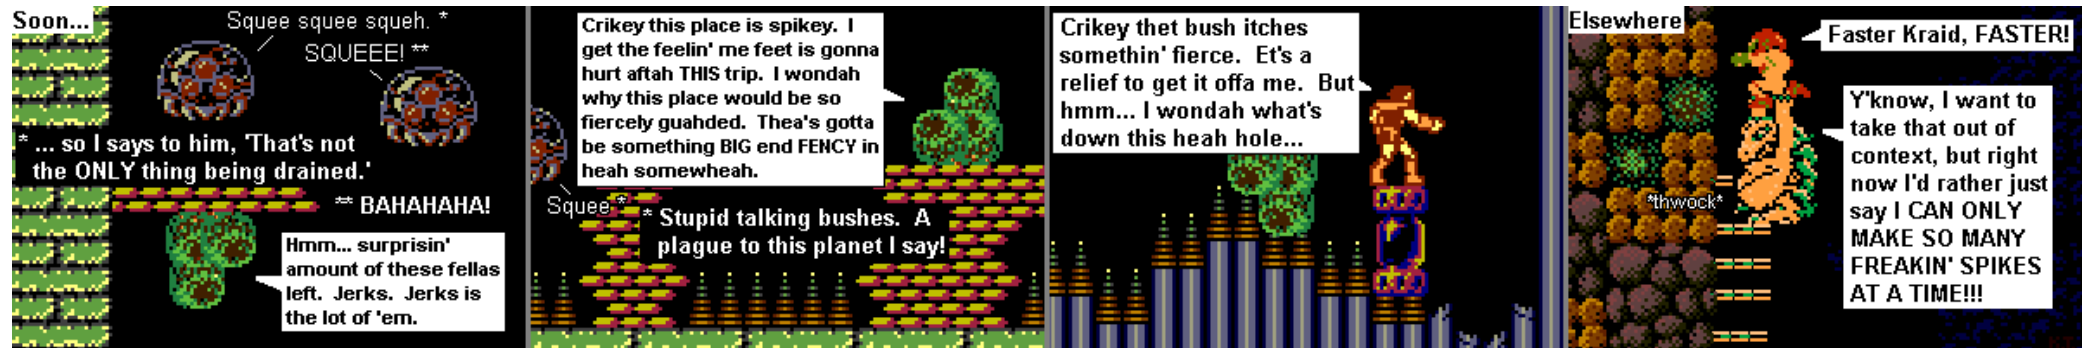 Soon...
Squee squee squeh. *
SQUEEE! **
* ... so I says to him, 'That's not
the ONLY thing being drained.'
** BAHAHAHA!
Hmm... surprisin'
amount of these fellas
left. Jerks. Jerks is
the lot of 'em.
Crikey this place is spikey. I
get the feelin' me feet is gonna
hurt aftah THIS trip. I wondah
why this place would be so
fiercely guahded. Thea's gotta
be something BIG end FENCY in
heah somewheah.
Squee *
* Stupid talking bushes. A
plague to this planet I say!
Crikey thet bush itches
somethin' fierce. Et's a
relief to get it offa me. But
hmm... I wondah what's
down this heah hole...
Elsewhere
Faster Kraid, FASTER!
Y'know, I want to
take that out of
context, but right
now I'd rather just
say I CAN ONLY
MAKE SO MANY
FREAKIN' SPIKES
AT A TIME!!!
*thwock*